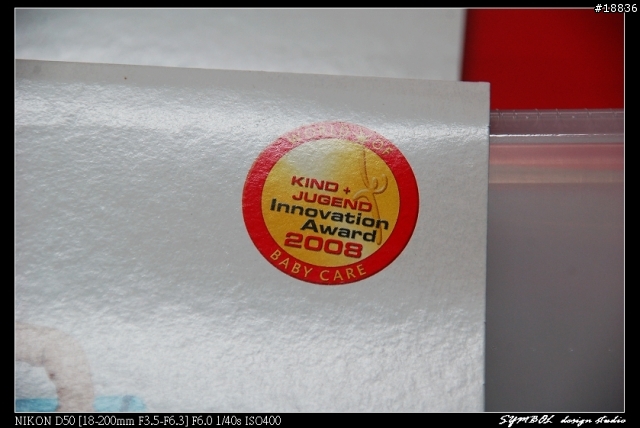 #18836
KIND +
JUGEND
Innovation
Award
2008
BABY CARE
NIKON D50 [18-200mm F3.5-F6.3] F6.0 1/40s ISO400
SYMBOL design studio